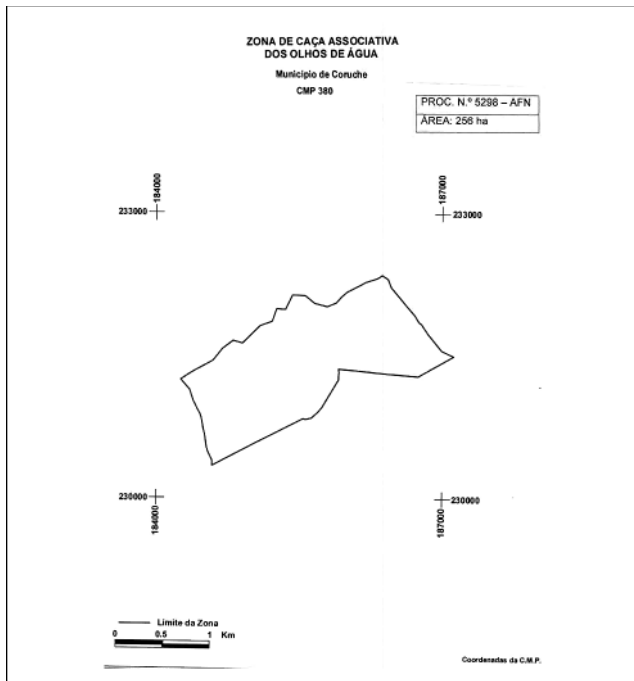 ZONA DE CAÇA ASSOCIATIVA
DOS OLHOS DE ÁGUA
Município de Coruche
CMP 380
PROC. N.º 5298 – AFN
ÁREA: 256 ha
184000
233000
187000
233000
230000
184000
230000
187000
Limite da Zona
0 0.5 1 Km
Coordenadas da C.M.P.